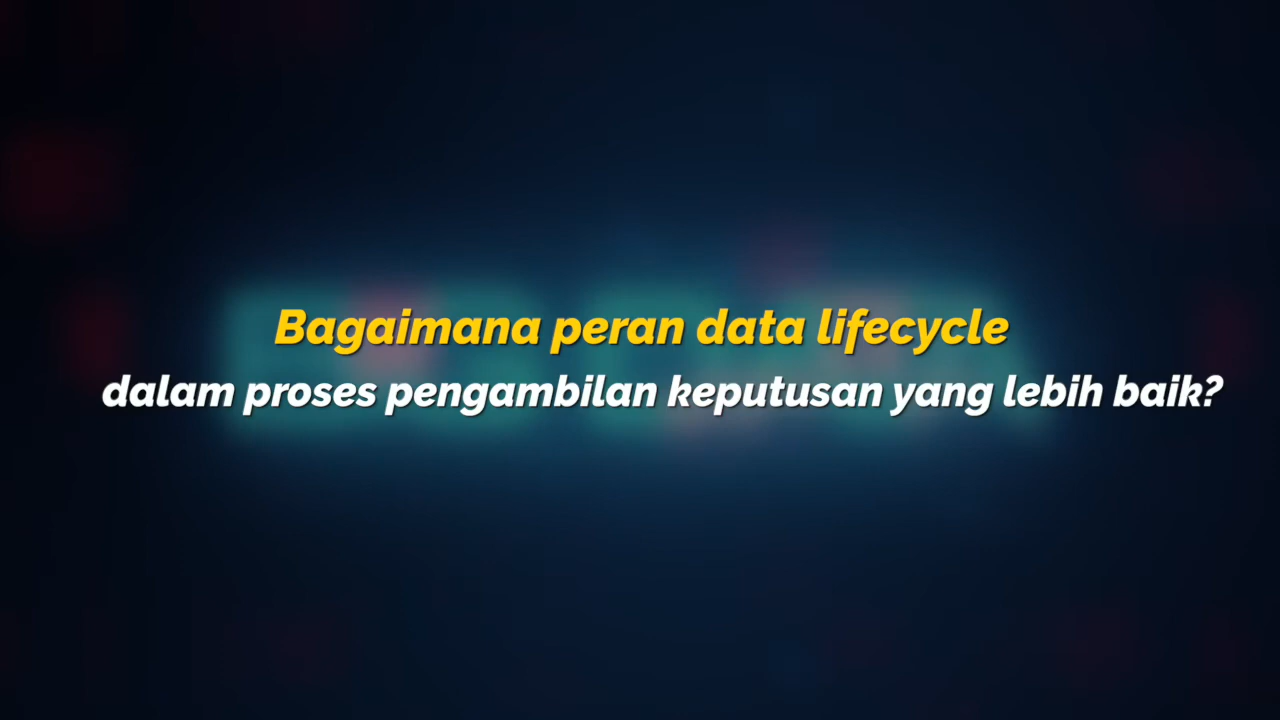 Bagaimana peran data lifecycle
dalam proses pengambilan keputusan yang lebih baik?